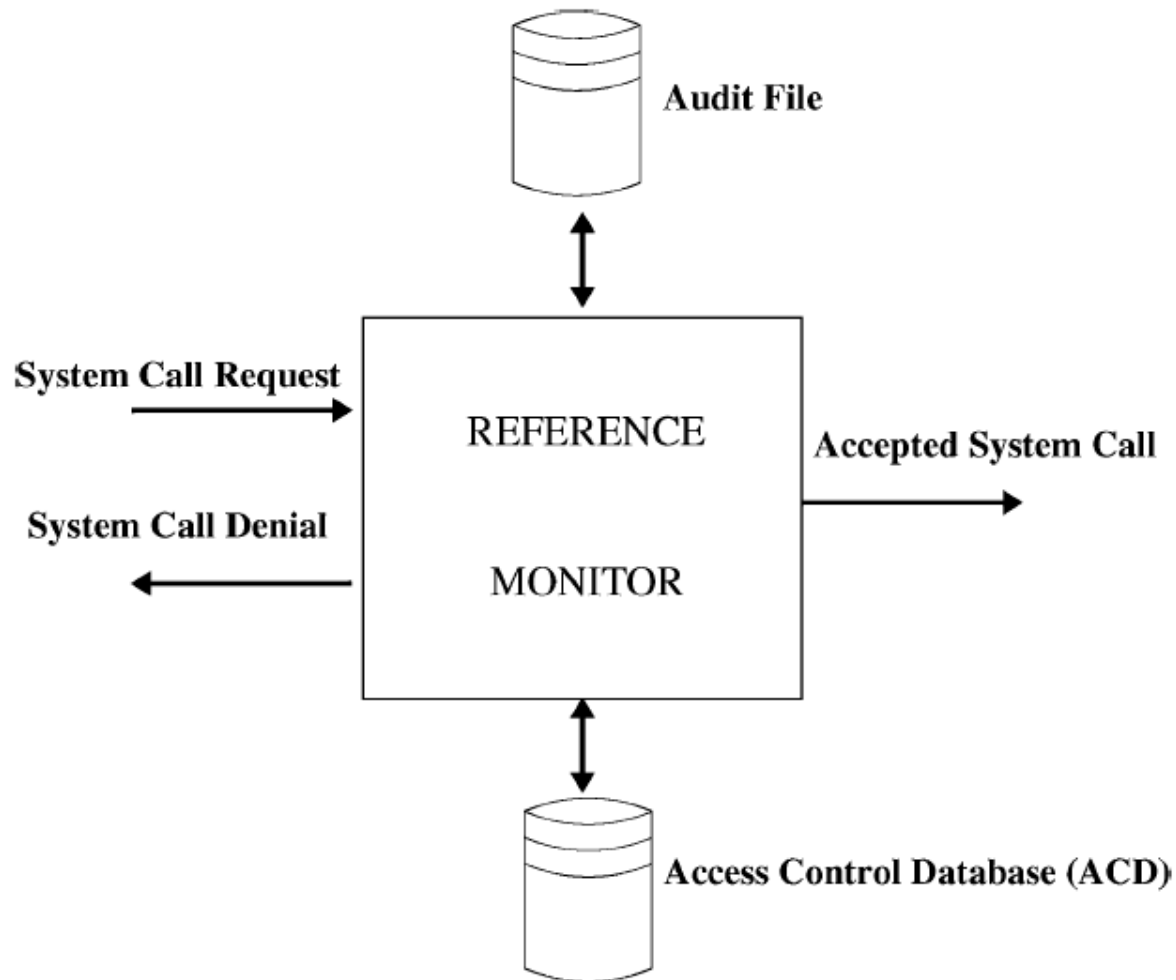 Audit File
System Call Request
REFERENCE
Accepted System Call
System Call Denial
MONITOR
Access Control Database (ACD)